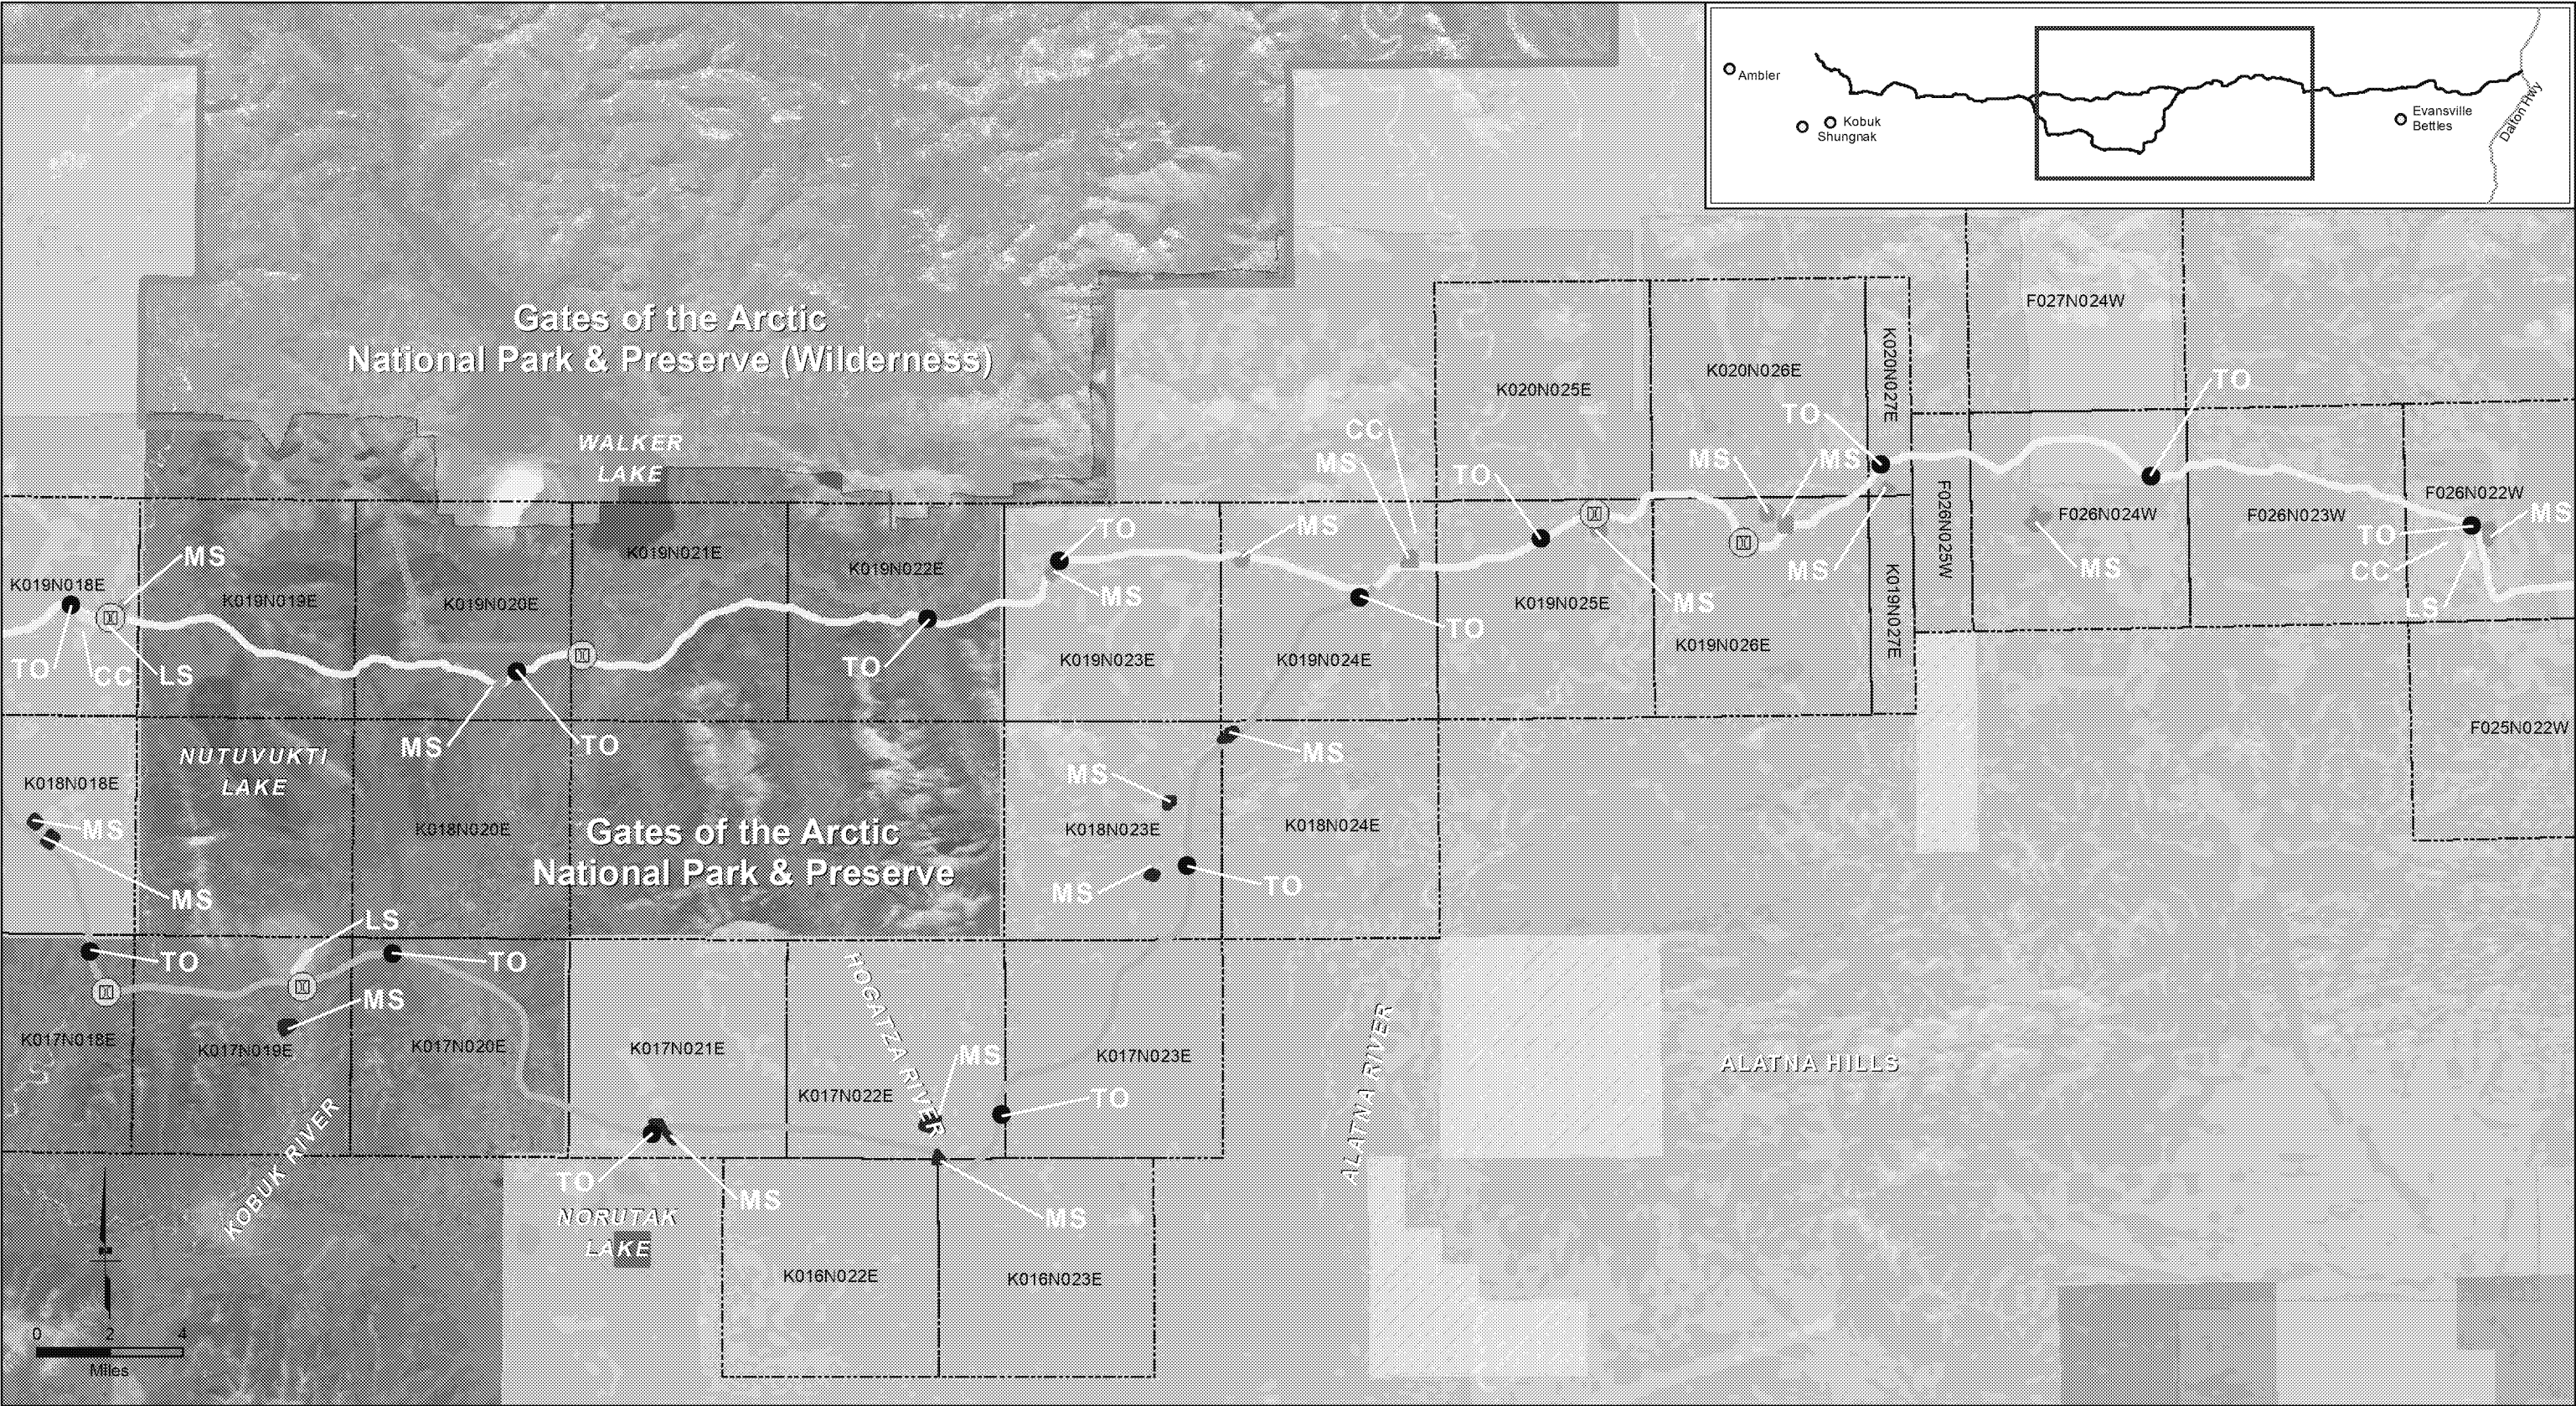 Ambler
Kobuk
Shungnak
Evansville
Bettles
Dalton Hwy
Gates of the Arctic
National Park & Preserve (Wilderness)
WALKER
LAKE
F027N024W
K020N025E
K020N026E
K020N027E
TO
TO
CC
MS
TO
MS
MS
F026N022W
MS
F026N024W
F026N023W
F026N025W
TO
CC
LS
MS
MS
K019N018E
MS
K019N019E
K019N020E
K019N021E
K019N022E
TO
MS
MS
TO
CC
LS
TO
K019N023E
K019N024E
TO
K019N025E
MS
K019N026E
K019N027E
MS
TO
F025N022W
NUTUVUKTI
LAKE
K018N018E
MS
MS
K018N020E
Gates of the Arctic
National Park & Preserve
MS
MS
K018N023E
K018N024E
MS
TO
LS
TO
TO
MS
K017N018E
K017N019E
K017N020E
K017N021E
HOGATZA RIVER
K017N022E
MS
K017N023E
TO
ALATNA RIVER
ALATNA HILLS
KOBUK RIVER
TO
MS
MS
NORUTAK
LAKE
K016N022E
K016N023E
0 2 4
Miles